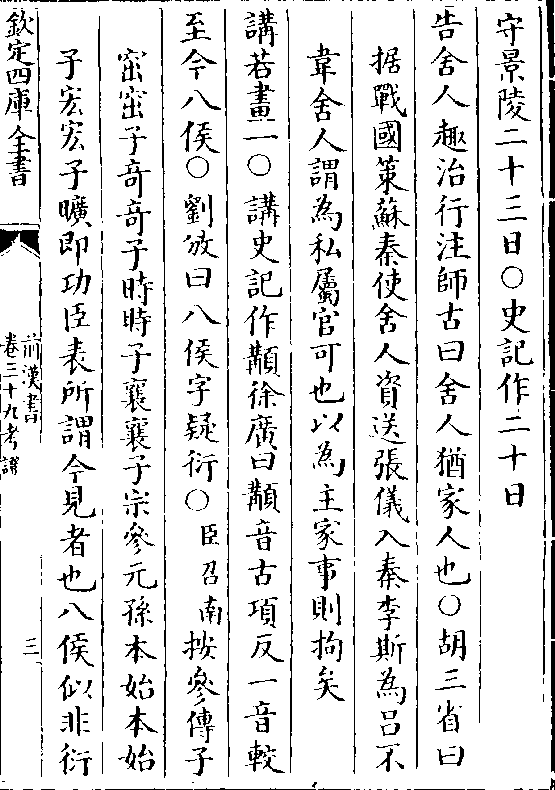 守景陵二十三日○史記作二十日
告舍人趣治行注師古曰舍人猶家人也○胡三省曰
据戰國策蘇秦使舍人資送張儀入秦李斯為呂不
韋舍人謂為私屬官可也以為主家事則拘矣
講若畫一○講史記作顜徐廣曰顜音古項反一音較
至今八侯○劉攽曰八侯字疑衍○臣召南按參傳子
窋窋子奇奇子時時子襄襄子宗參元孫本始本始
子宏宏子曠即功臣表所謂今見者也八侯似非衍
欽定四庫全書
前漢書
卷三十九考證
三